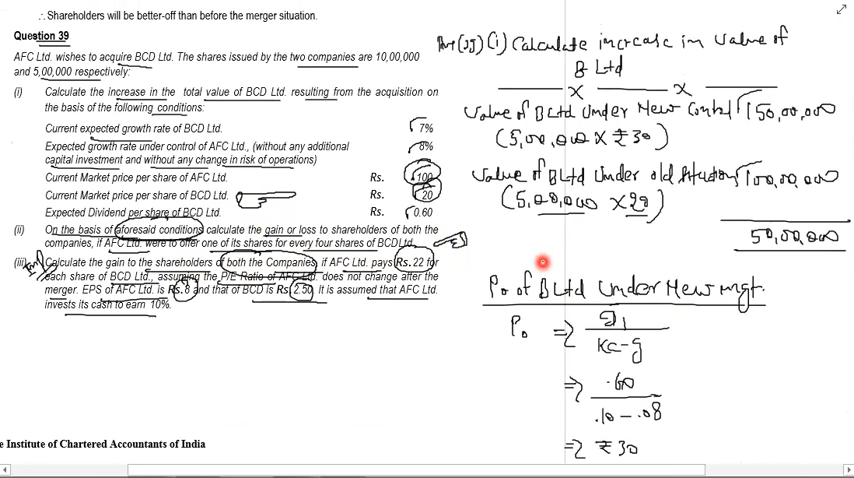 ∴ Shareholders will be better-off than before the merger situation.
Question 39
AFC Ltd. wishes to acquire BCD Ltd. The shares issued by the two companies are 10,00,000
and 5,00,000 respectively:
(i) Calculate the increase in the total value of BCD Ltd. resulting from the acquisition on
the basis of the following conditions:
Current expected growth rate of BCD Ltd. 7%
Expected growth rate under control of AFC Ltd., (without any additional 8%
capital investment and without any change in risk of operations)
Current Market price per share of AFC Ltd. Rs. 100
Current Market price per share of BCD Ltd. Rs. 20
Expected Dividend per share of BCD Ltd. Rs. 0.60
(ii) On the basis of aforesaid conditions calculate the gain or loss to shareholders of both the
companies, if AFC Ltd. were to offer one of its shares for every four shares of BCD Ltd.
(iii) Calculate the gain to the shareholders of both the Companies, if AFC Ltd. pays Rs.22 for
each share of BCD Ltd., assuming the P/E Ratio of AFC Ltd. does not change after the
merger. EPS of AFC Ltd. is Rs.8 and that of BCD is Rs 2.50. It is assumed that AFC Ltd.
invests its cash to earn 10%.
e Institute of Chartered Accountants of India
(i) Calculate increase in value of
B Ltd
x x
Value of B Ltd Under New Control 150,00,000
(5,00,000 x ₹30)
Value of B Ltd Under old 100,00,000
(5,00,000 x 20)
50,00,000
Po of B Ltd Under New mgt.
Po => D1
Ke-g
=> .60
.10 - .08
=> ₹30